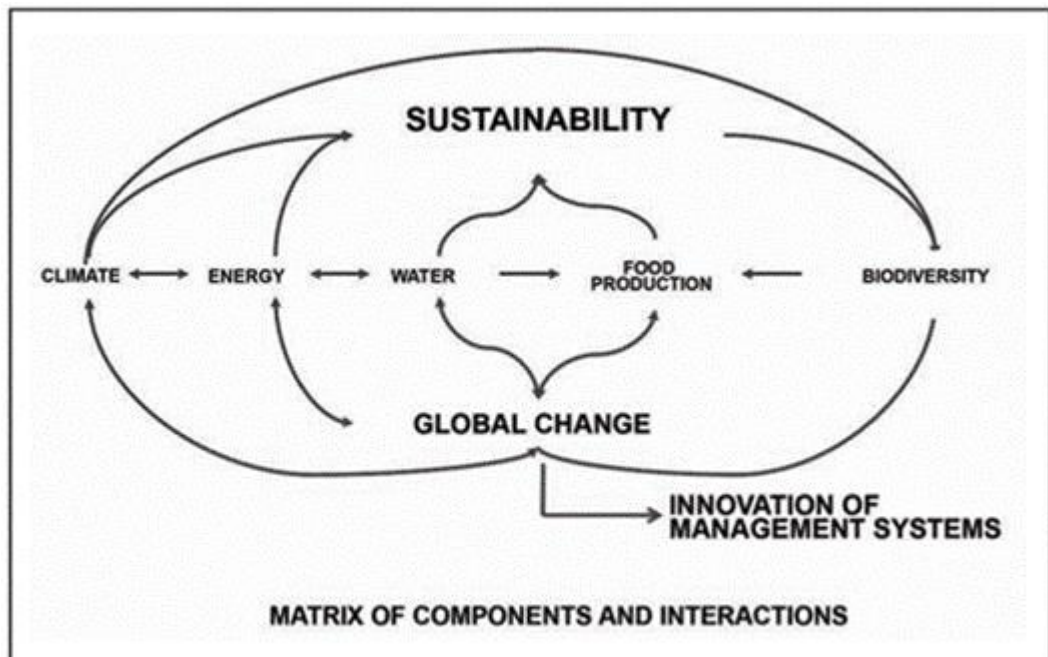 SUSTAINABILITY
CLIMATE
ENERGY
WATER
FOOD
PRODUCTION
BIODIVERSITY
GLOBAL CHANGE
INNOVATION OF
MANAGEMENT SYSTEMS
MATRIX OF COMPONENTS AND INTERACTIONS